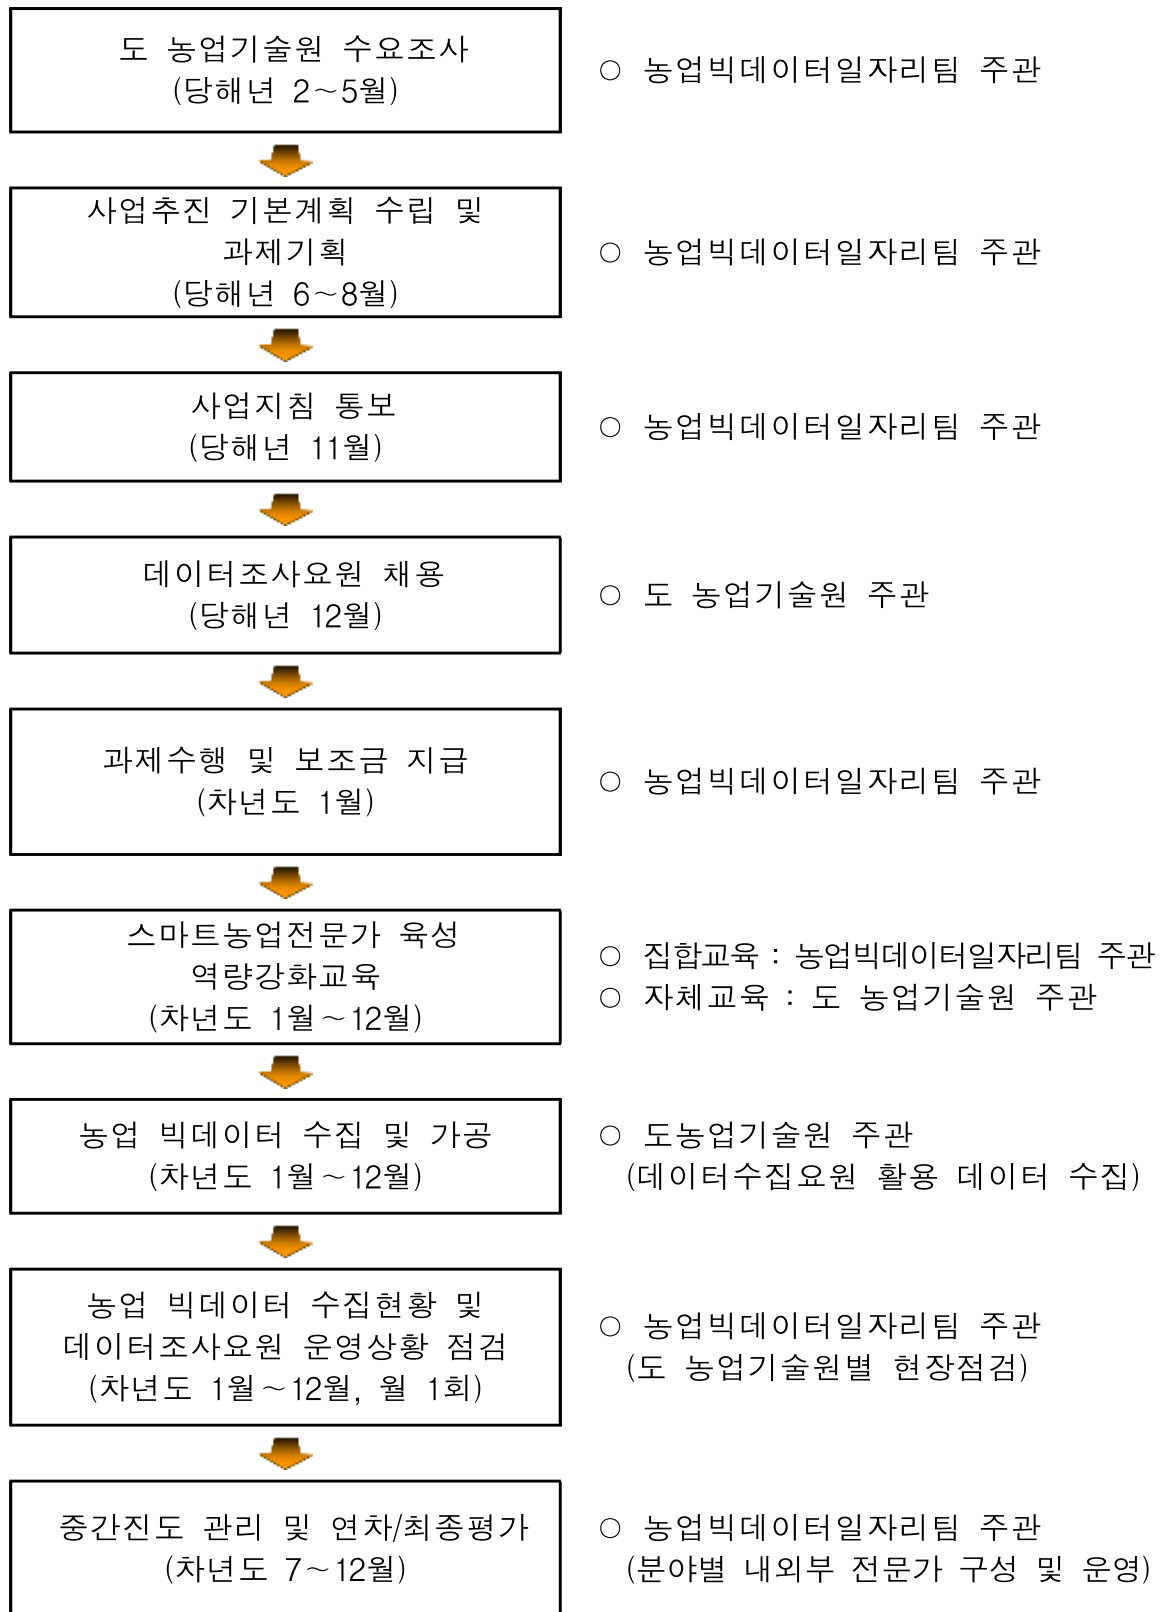 도 농업기술원 수요조사
(당해년 2~5월)
○ 농업빅데이터일자리팀 주관
사업추진 기본계획 수립 및
과제기획
(당해년 6~8월)
○ 농업빅데이터일자리팀 주관
사업지침 통보
(당해년 11월)
○ 농업빅데이터일자리팀 주관
데이터조사요원 채용
(당해년 12월)
○ 도 농업기술원 주관
과제수행 및 보조금 지급
(차년도 1월)
○ 농업빅데이터일자리팀 주관
스마트농업전문가 육성
역량강화교육
(차년도 1월~12월)
○ 집합교육 : 농업빅데이터일자리팀 주관
○ 자체교육 : 도 농업기술원 주관
농업 빅데이터 수집 및 가공
(차년도 1월~12월)
○ 도농업기술원 주관
(데이터수집요원 활용 데이터 수집)
농업 빅데이터 수집현황 및
데이터조사요원 운영상황 점검
(차년도 1월~12월, 월 1회)
○ 농업빅데이터일자리팀 주관
(도 농업기술원별 현장점검)
중간진도 관리 및 연차/최종평가
(차년도 7~12월)
○ 농업빅데이터일자리팀 주관
(분야별 내외부 전문가 구성 및 운영)